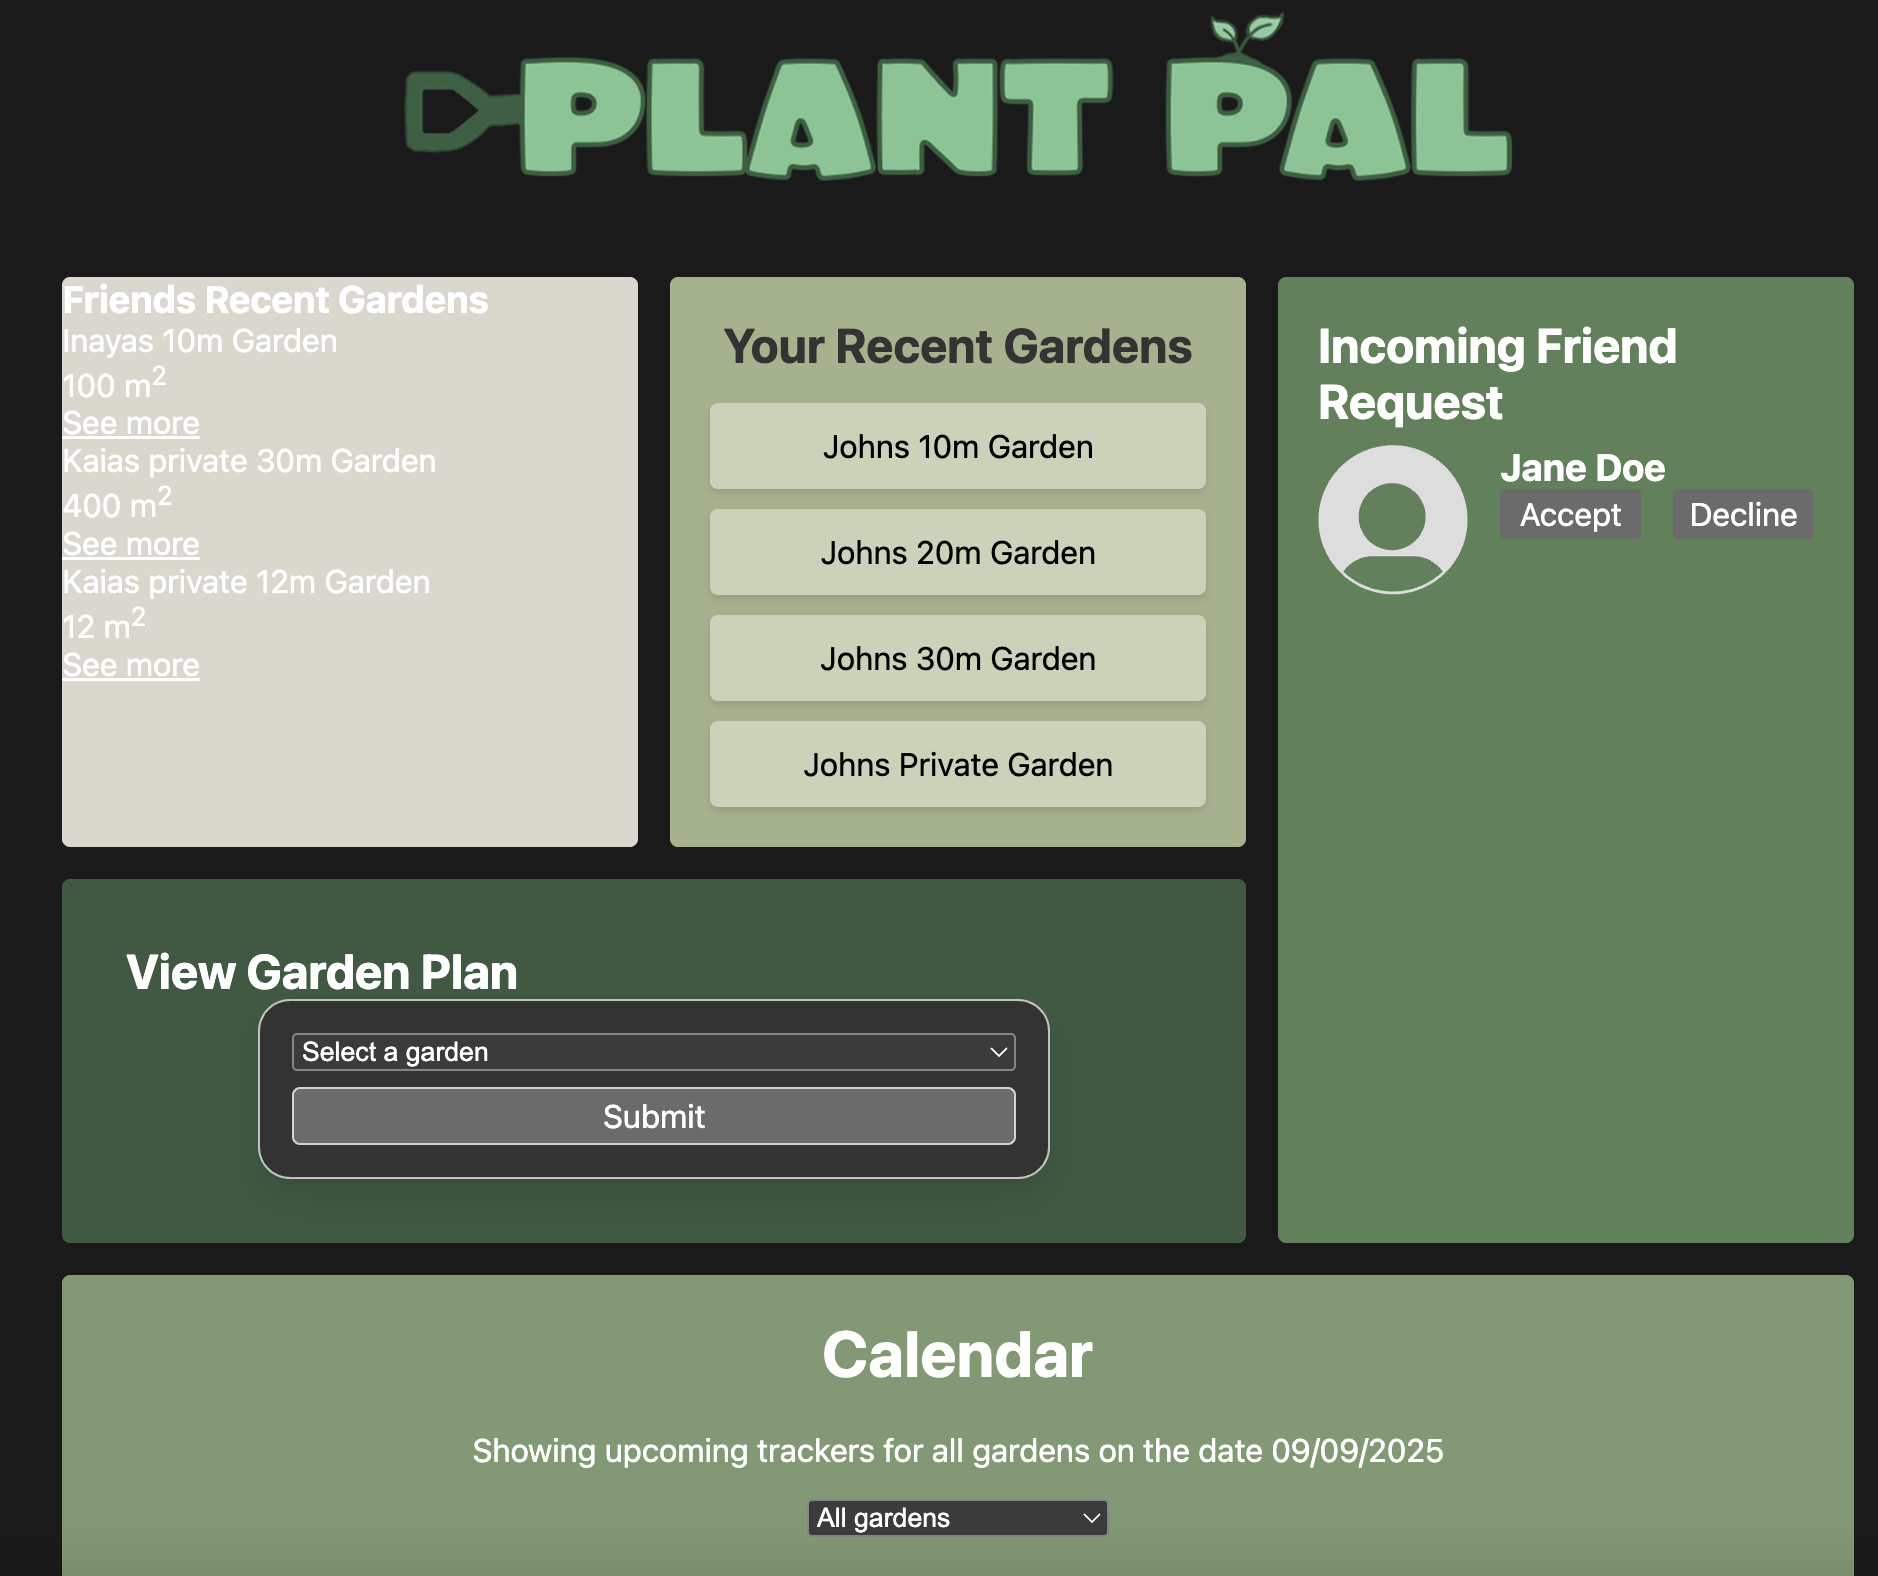 PLANT PAL
Friends Recent Gardens
Inayas 10m Garden
100 m²
See more
Kaias private 30m Garden
400 m²
See more
Kaias private 12m Garden
12 m²
See more
Your Recent Gardens
Johns 10m Garden
Johns 20m Garden
Johns 30m Garden
Johns Private Garden
Incoming Friend
Request
Jane Doe
Accept
Decline
View Garden Plan
Select a garden
Submit
Calendar
Showing upcoming trackers for all gardens on the date 09/09/2025
All gardens